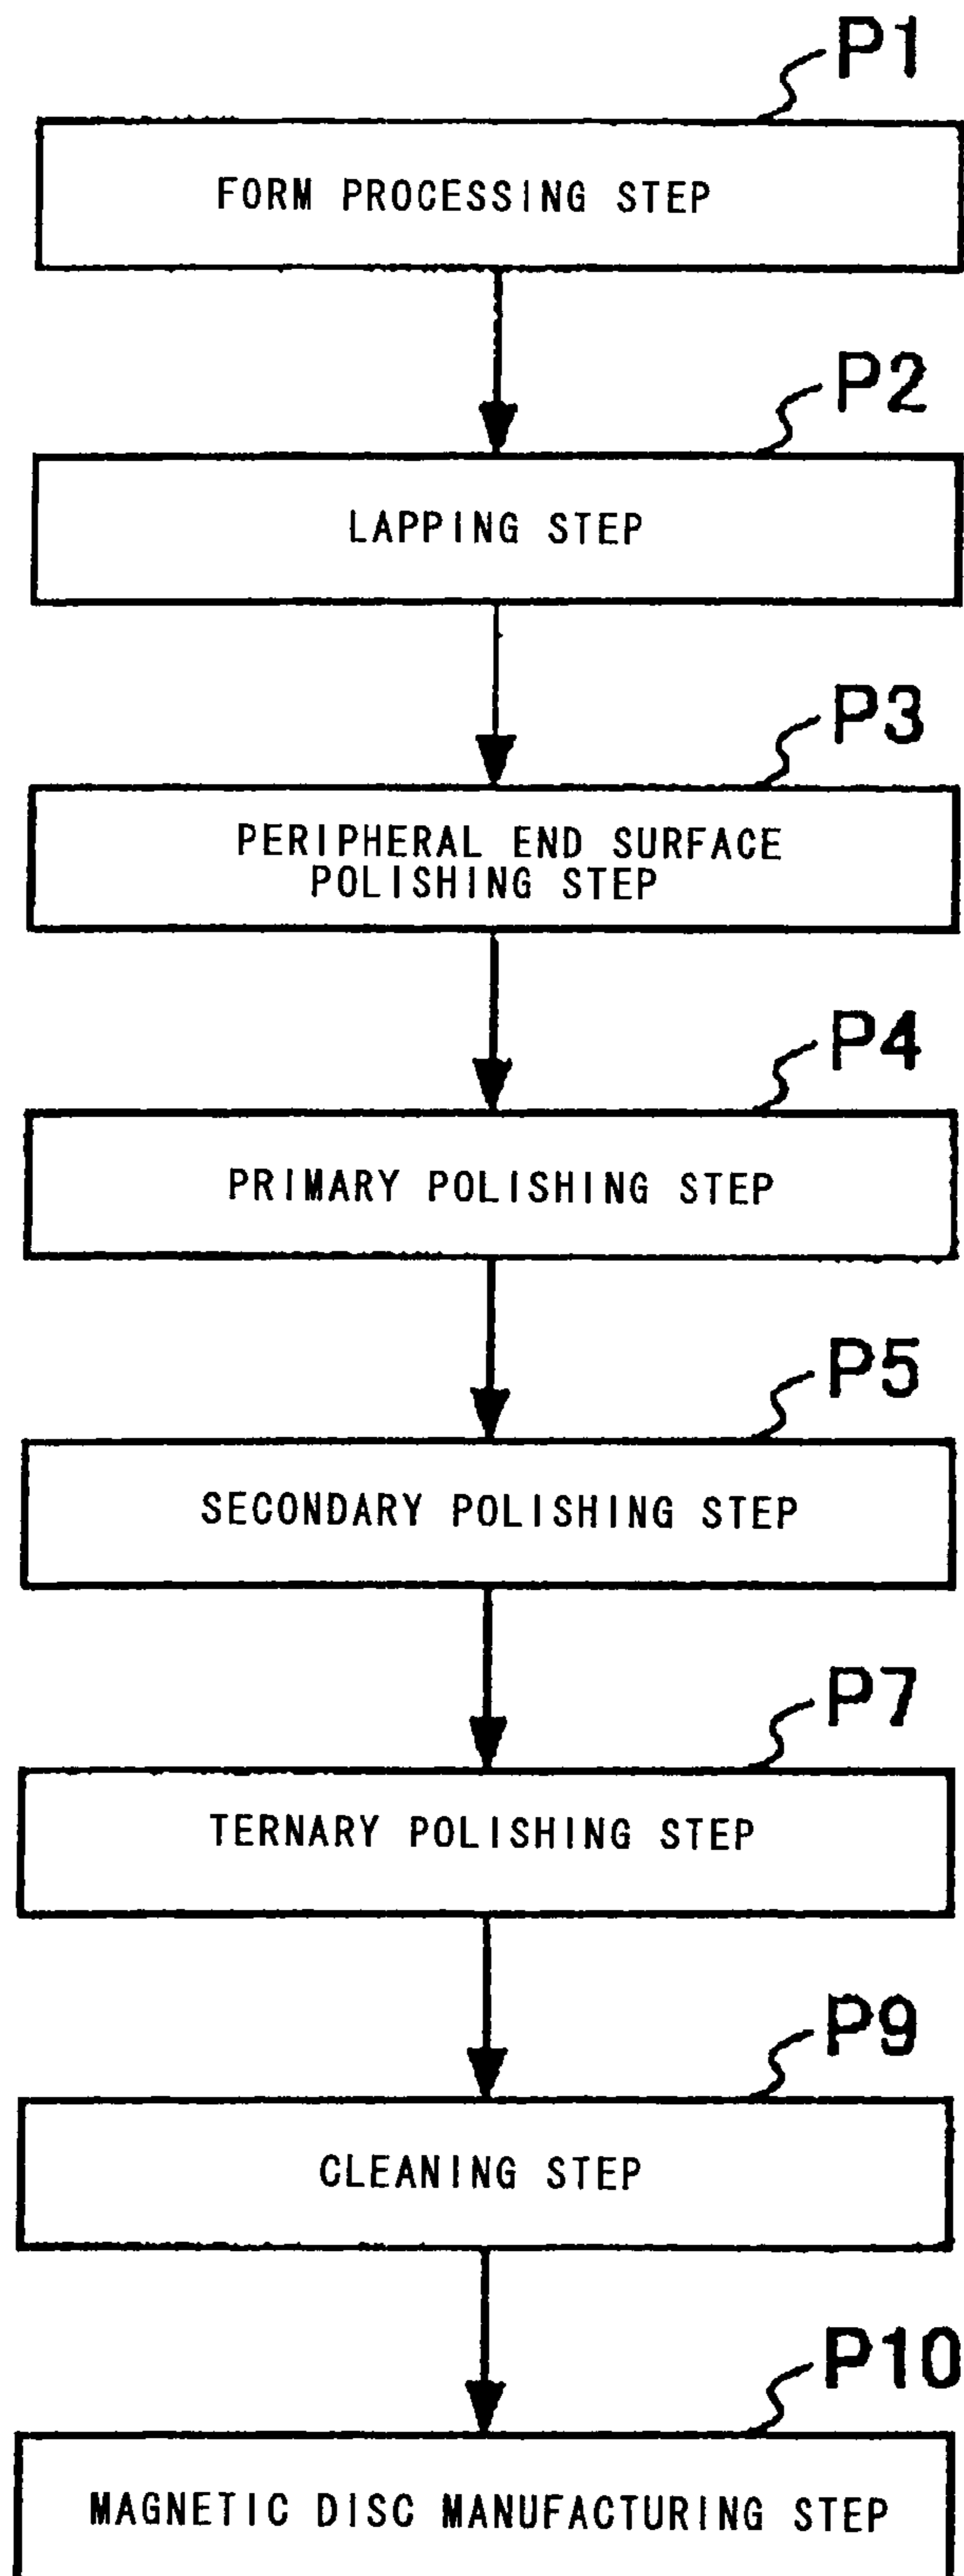 P1
FORM PROCESSING STEP
P2
LAPPING STEP
P3
PERIPHERAL END SURFACE
POLISHING STEP
P4
PRIMARY POLISHING STEP
P5
SECONDARY POLISHING STEP
P7
TERNARY POLISHING STEP
P9
CLEANING STEP
P10
MAGNETIC DISC MANUFACTURING STEP